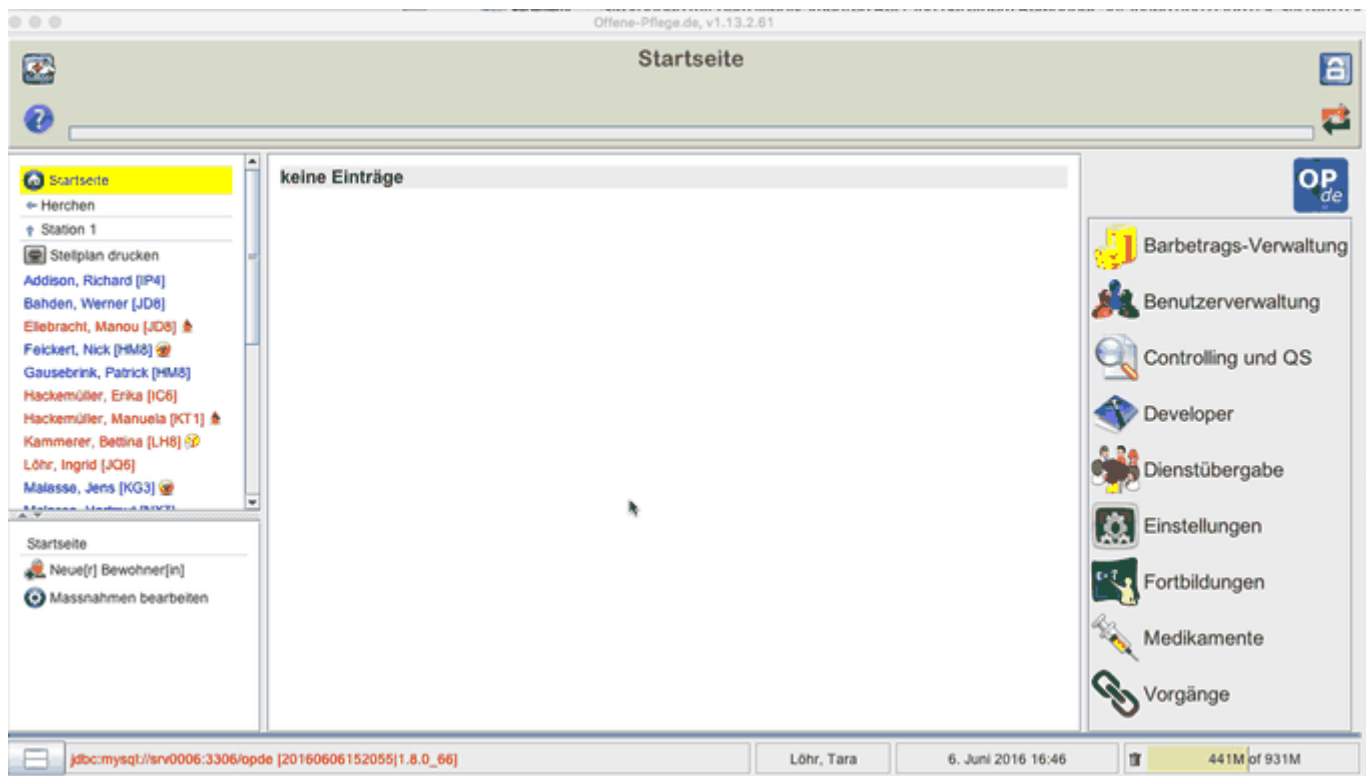 Offene-Pflege.de, v1.13.2.61
Startseite
Startseite
Herchen
Station 1
Stellplan drucken
Addison, Richard [IP4]
Bahden, Werner [JD8]
Ellebracht, Manou [JD8]
Feickert, Nick [HM8]
Gausebrink, Patrick [HM8]
Hackemüller, Erika [IC6]
Hackemüller, Manuela [KT1]
Kammerer, Bettina [LH8]
Löhr, Ingrid [JQ6]
Malasse, Jens [KG3]
Startseite
Neue[r] Bewohner[in]
Massnahmen bearbeiten
keine Einträge
OP
de
Barbetrags-Verwaltung
Benutzerverwaltung
Controlling und QS
Developer
Dienstübergabe
Einstellungen
Fortbildungen
Medikamente
Vorgänge
jdbc:mysql://srv0006:3306/opde [20160606152055|1.8.0_66]
Löhr, Tara
6. Juni 2016 16:46
441M of 931M